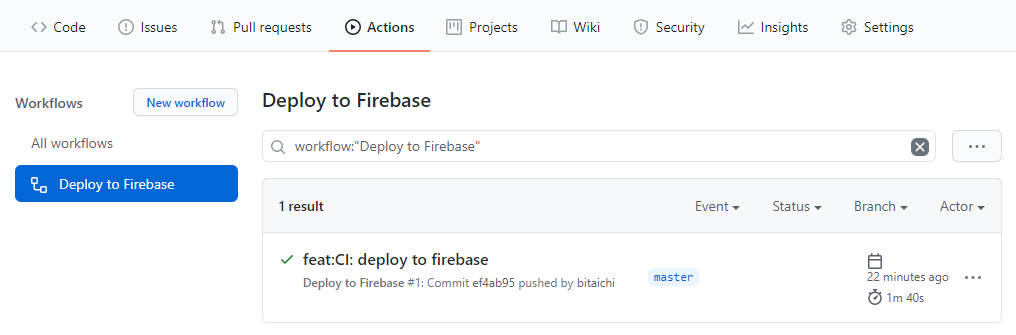 Code Issues Pull requests Actions Projects Wiki Security Insights Settings
Workflows
New workflow
All workflows
Deploy to Firebase
Deploy to Firebase
workflow:"Deploy to Firebase"
1 result
Event Status Branch Actor
feat:CI: deploy to firebase
Deploy to Firebase #1: Commit ef4ab95 pushed by bitaichi
master
22 minutes ago
1m 40s